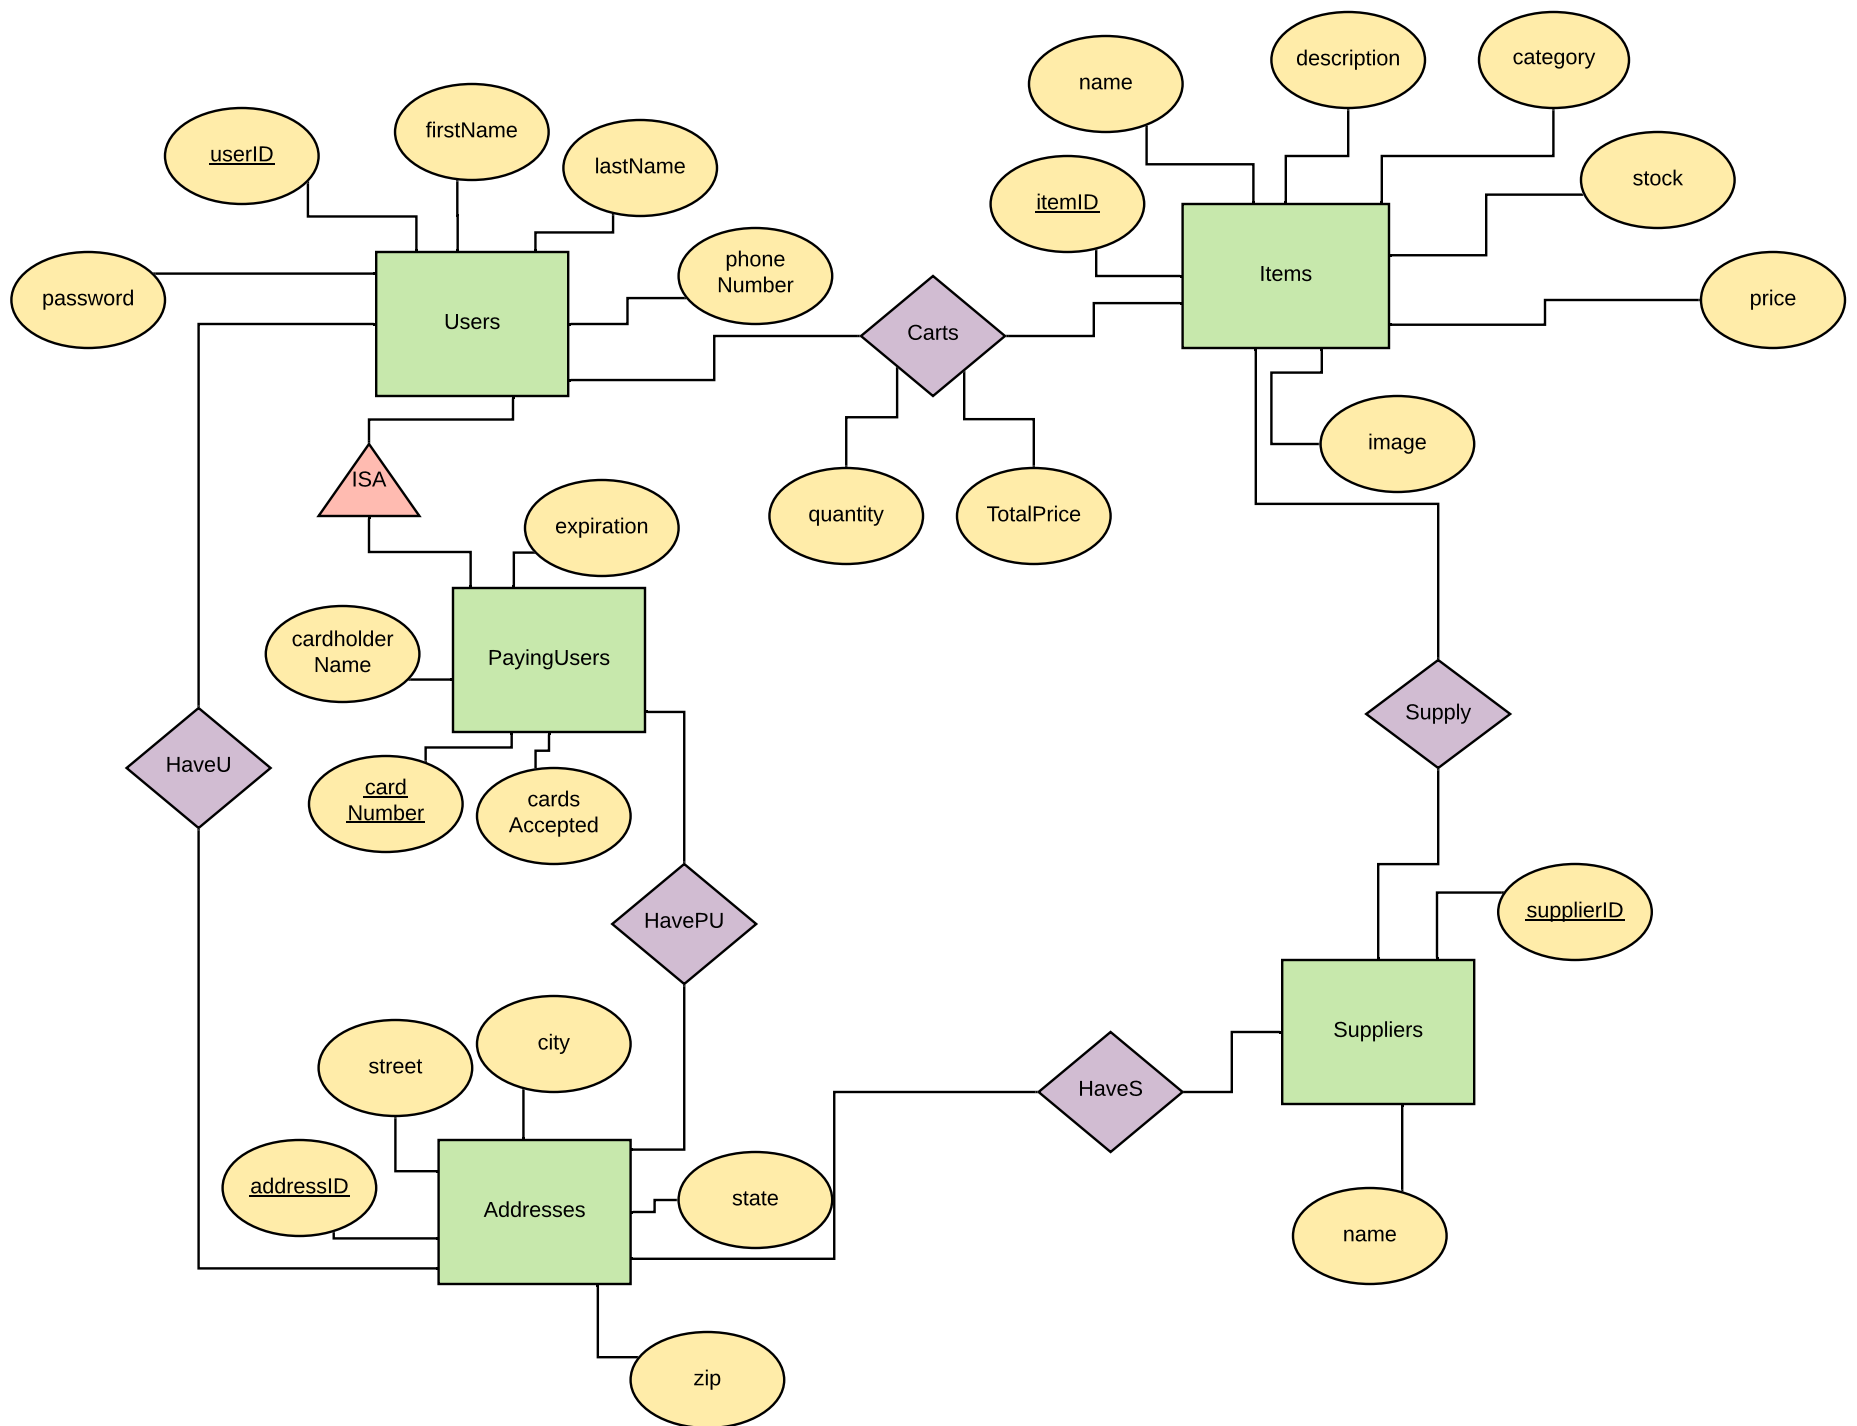 description
category
name
firstName
userID
lastName
stock
itemID
phone
Number
Items
password
price
Users
Carts
image
ISA
quantity
TotalPrice
expiration
cardholder
Name
PayingUsers
Supply
HaveU
card
Number
cards
Accepted
supplierID
HavePU
Suppliers
city
street
HaveS
addressID
state
Addresses
name
zip